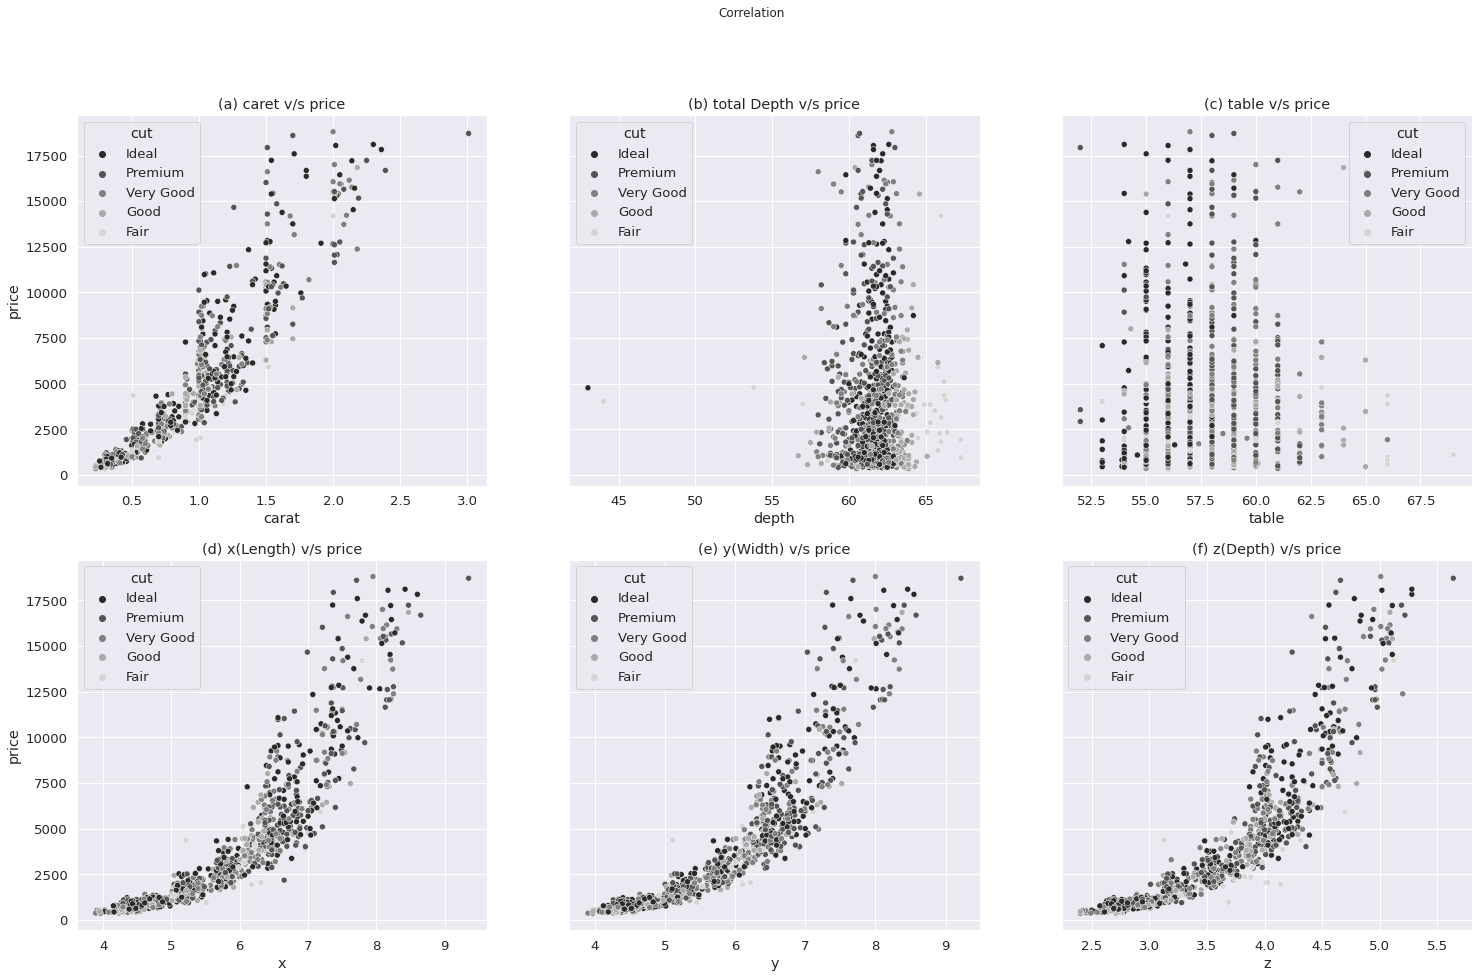 Correlation
(a) caret v/s price
cut
Ideal
Premium
Very Good
Good
Fair
price
17500
15000
12500
10000
7500
5000
2500
0
0.5 1.0 1.5 2.0 2.5 3.0
carat
(b) total Depth v/s price
cut
Ideal
Premium
Very Good
Good
Fair
45 50 55 60 65
depth
(c) table v/s price
cut
Ideal
Premium
Very Good
Good
Fair
52.5 55.0 57.5 60.0 62.5 65.0 67.5
table
(d) x(Length) v/s price
cut
Ideal
Premium
Very Good
Good
Fair
price
17500
15000
12500
10000
7500
5000
2500
0
4 5 6 7 8 9
x
(e) y(Width) v/s price
cut
Ideal
Premium
Very Good
Good
Fair
4 5 6 7 8 9
y
(f) z(Depth) v/s price
cut
Ideal
Premium
Very Good
Good
Fair
2.5 3.0 3.5 4.0 4.5 5.0 5.5
z